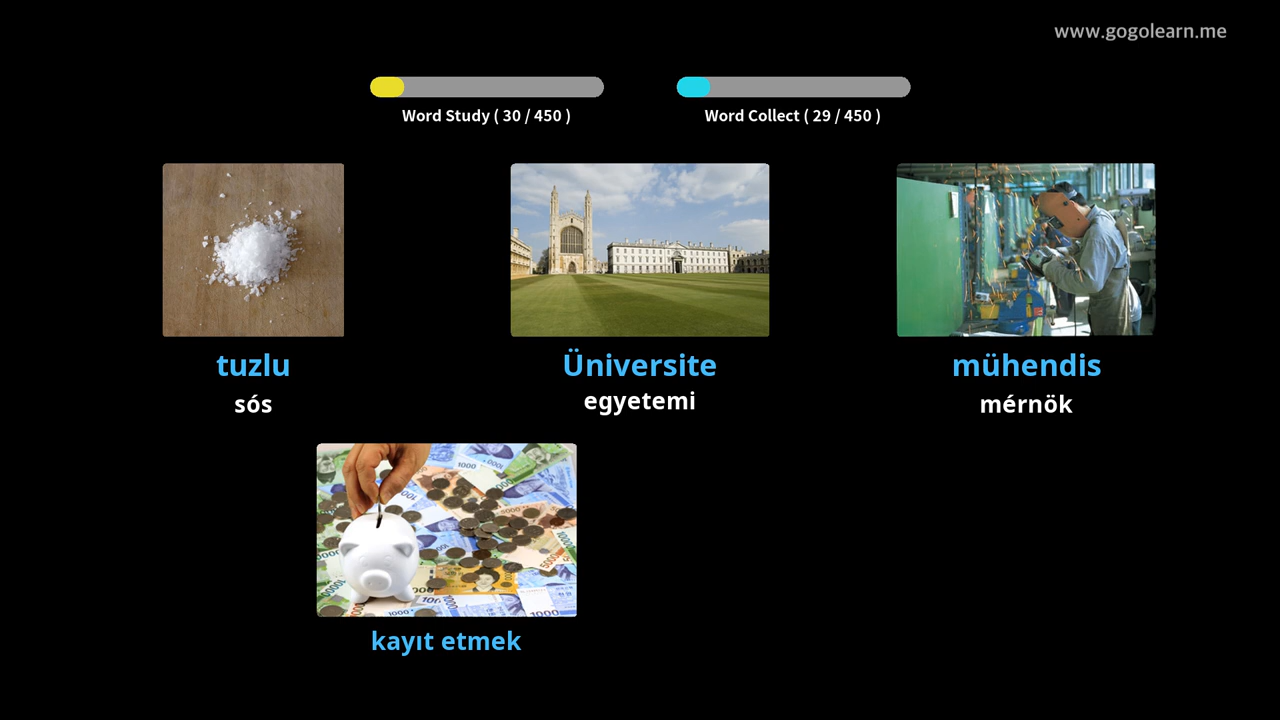 www.gogolearn.me
Word Study ( 30 / 450 )
Word Collect ( 29 / 450 )
tuzlu
sós
Üniversite
egyetemi
mühendis
mérnök
kayıt etmek